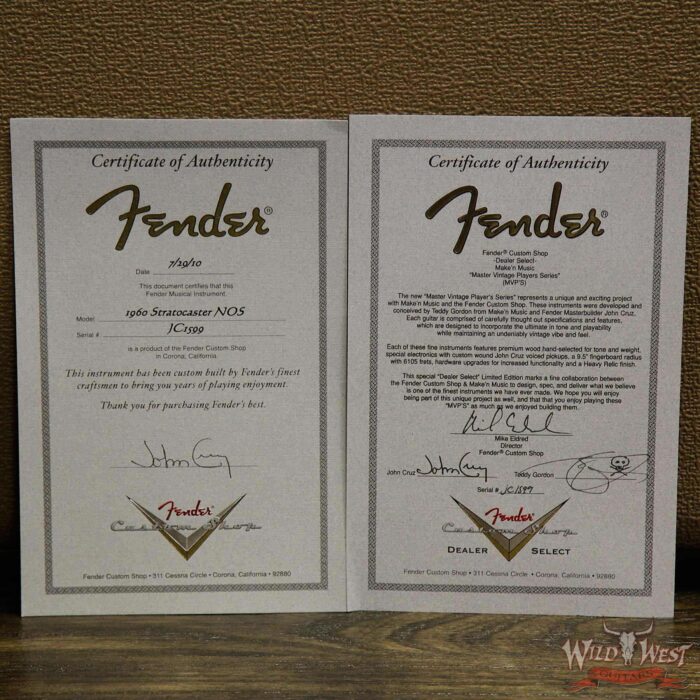 Certificate of Authenticity
Fender®
7/29/10
Date
This document certifies that this
Fender Musical Instrument.
Model: 1960 Stratocaster NOS
Serial #: JC1599
is a product of the Fender Custom Shop
in Corona, California
This instrument has been custom built by Fender's finest
craftsmen to bring you years of playing enjoyment.
Thank you for purchasing Fender's best.
John Cruz
Fender
Custom Shop
Fender Custom Shop • 311 Cessna Circle • Corona, California • 92880
Certificate of Authenticity
Fender®
Fender® Custom Shop
-Dealer Select-
Make'n Music
"Master Vintage Players Series"
(MVP'S)
The new "Master Vintage Player's Series" represents a unique and exciting project
with Make'n Music and the Fender Custom Shop. These instruments were developed and
conceived by Teddy Gordon from Make'n Music and Fender Masterbuilder John Cruz.
Each guitar is comprised of carefully thought out specifications and features,
which are designed to incorporate the ultimate in tone and playability
while maintaining an undeniably vintage vibe and feel.
Each of these fine instruments features premium wood hand-selected for tone and weight,
special electronics with custom wound John Cruz voiced pickups, a 9.5" fingerboard radius
with 6105 frets, hardware upgrades for increased functionality and a Heavy Relic finish.
This special "Dealer Select" Limited Edition marks a fine collaboration between
the Fender Custom Shop & Make'n Music to design, spec, and deliver what we believe
is one of the finest instruments we have ever made. We hope you will enjoy
being part of this unique project as well, and that you enjoy playing these
"MVP'S" as much as we enjoyed building them.
Mike Eldred
Director
Fender® Custom Shop
John Cruz John Cruz Teddy Gordon
Serial # JC1599
Fender
Custom Shop
DEALER SELECT
Fender Custom Shop • 311 Cessna Circle • Corona, California • 92880
WILD WEST
GUITARS